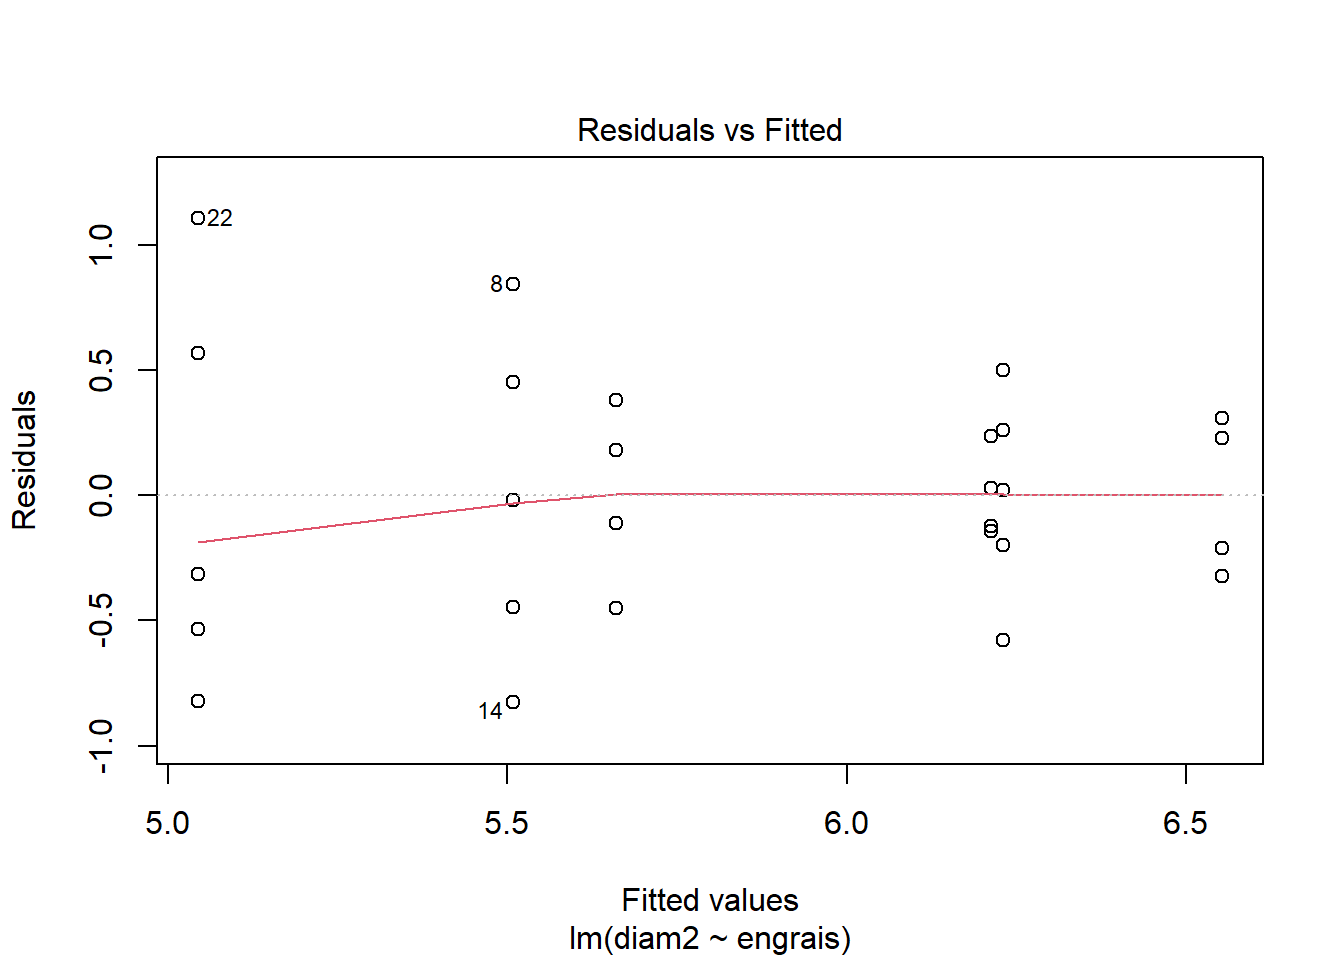 Residuals vs Fitted
22
8
14
Residuals
1.0
0.5
0.0
-0.5
-1.0
5.0 5.5 6.0 6.5
Fitted values
lm(diam2 ~ engrais)